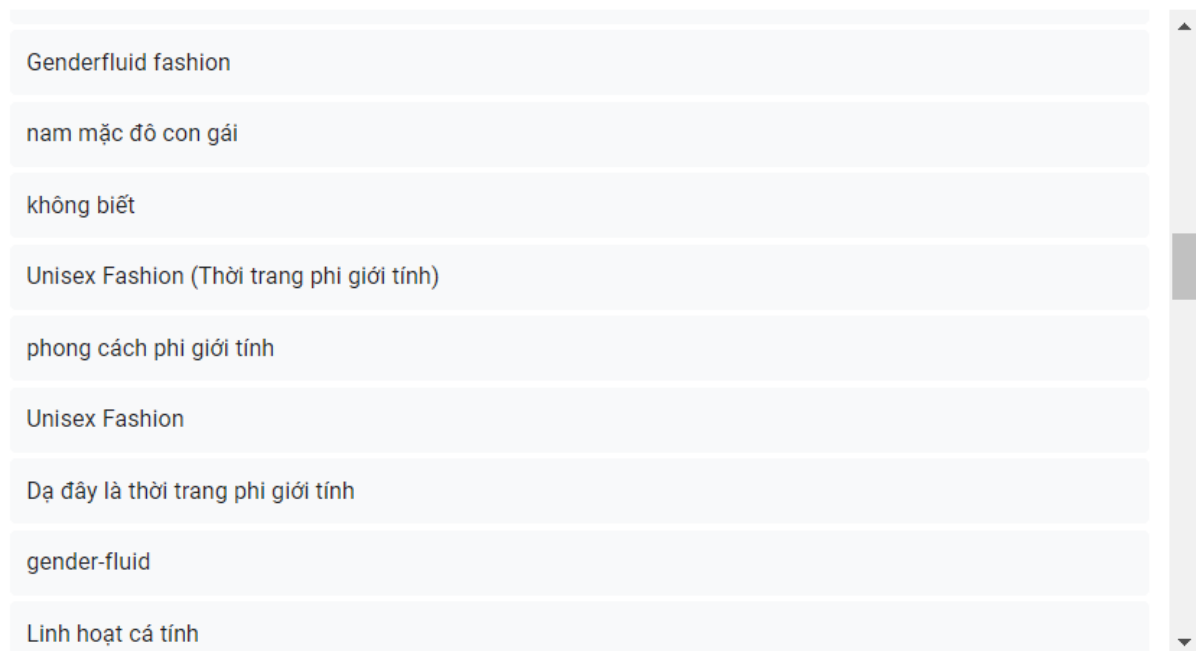 Genderfluid fashion
nam mặc đô con gái
không biết
Unisex Fashion (Thời trang phi giới tính)
phong cách phi giới tính
Unisex Fashion
Dạ đây là thời trang phi giới tính
gender-fluid
Linh hoạt cá tính